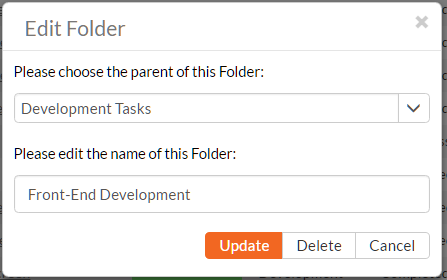 Edit Folder
Please choose the parent of this Folder:
Development Tasks
Please edit the name of this Folder:
Front-End Development
Update Delete Cancel